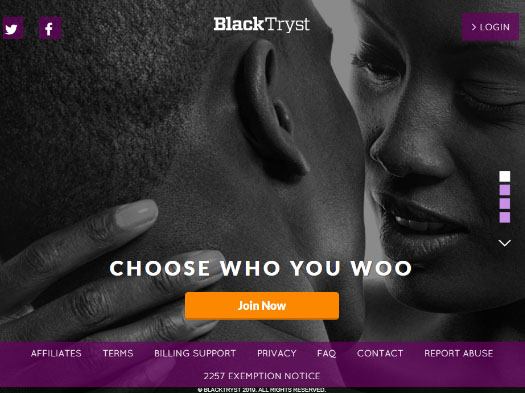 BlackTryst
> LOGIN
CHOOSE WHO YOU WOO
Join Now
AFFILIATES TERMS BILLING SUPPORT PRIVACY FAQ CONTACT REPORT ABUSE
2257 EXEMPTION NOTICE
© BLACKTRYST 2019. ALL RIGHTS RESERVED.